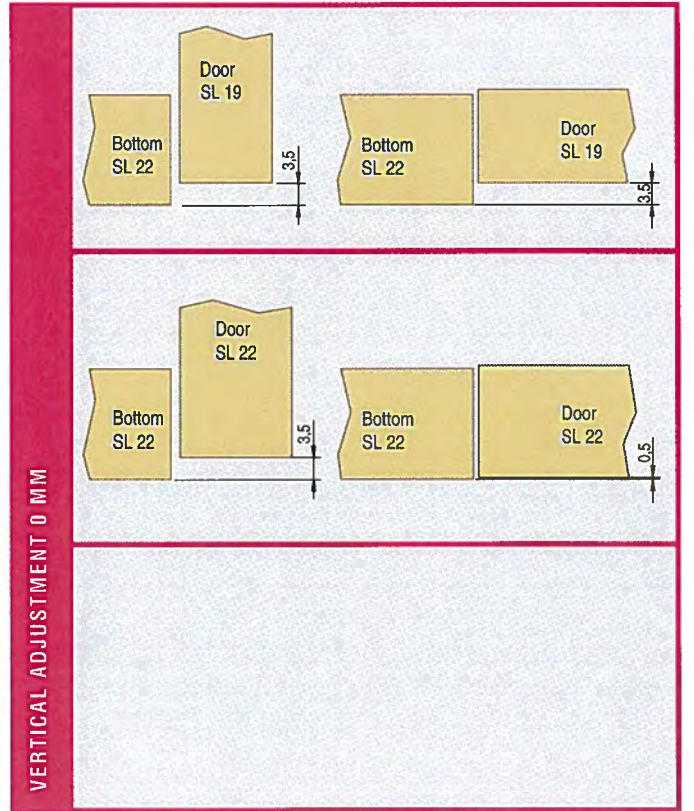 VERTICAL ADJUSTMENT 0 MM
Door
SL 19
Bottom
SL 22
3,5
Bottom
SL 22
Door
SL 19
3,5
Door
SL 22
Bottom
SL 22
3,5
Bottom
SL 22
Door
SL 22
0,5